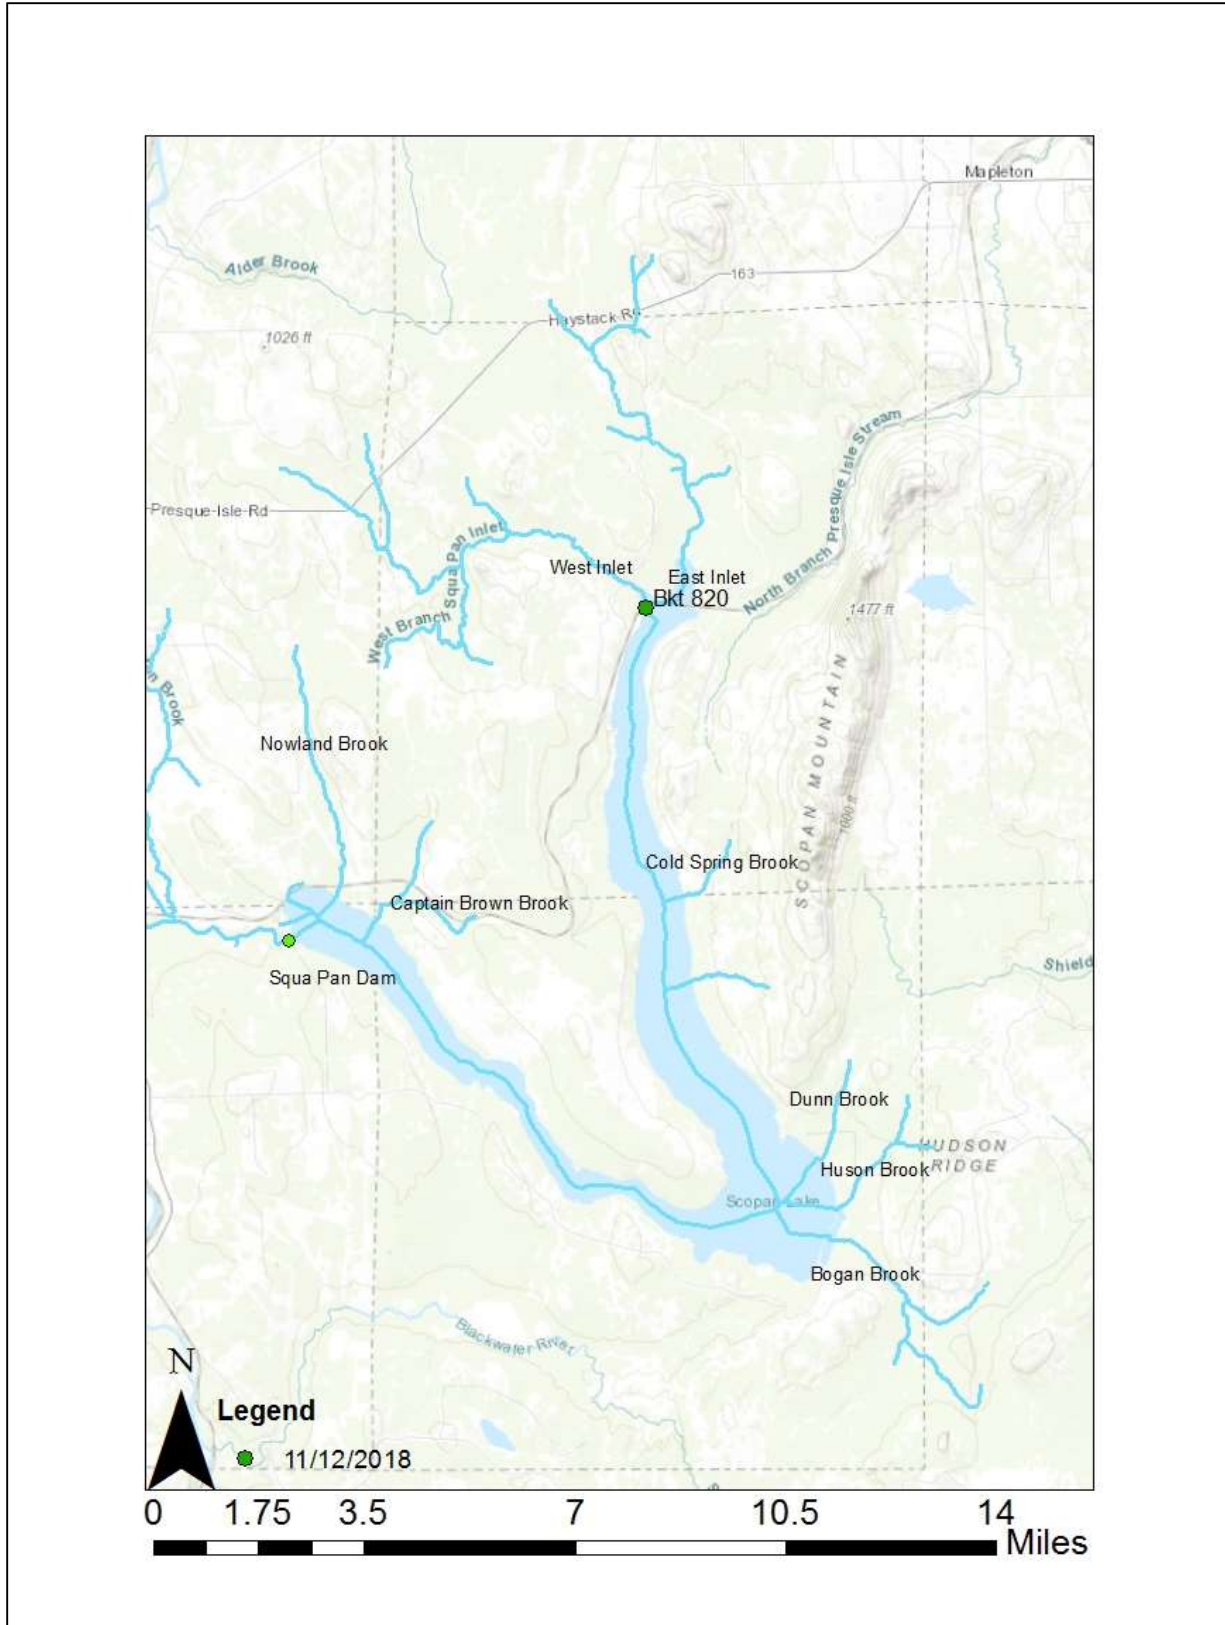 Mapleton
Alder Brook
163
Haystack Rd
1026 ft
North Branch Presque Isle Stream
Presque Isle Rd
West Branch Squa Pan Inlet
West Inlet
East Inlet
Bkt 820
1477 ft
Brook
Nowland Brook
SCOPAN MOUNTAIN
1000 ft
Cold Spring Brook
Captain Brown Brook
Shield
Squa Pan Dam
Dunn Brook
HUDSON
RIDGE
Huson Brook
Scopan Lake
Bogan Brook
Blackwater River
N
Legend
11/12/2018
0 1.75 3.5 7 10.5 14
Miles